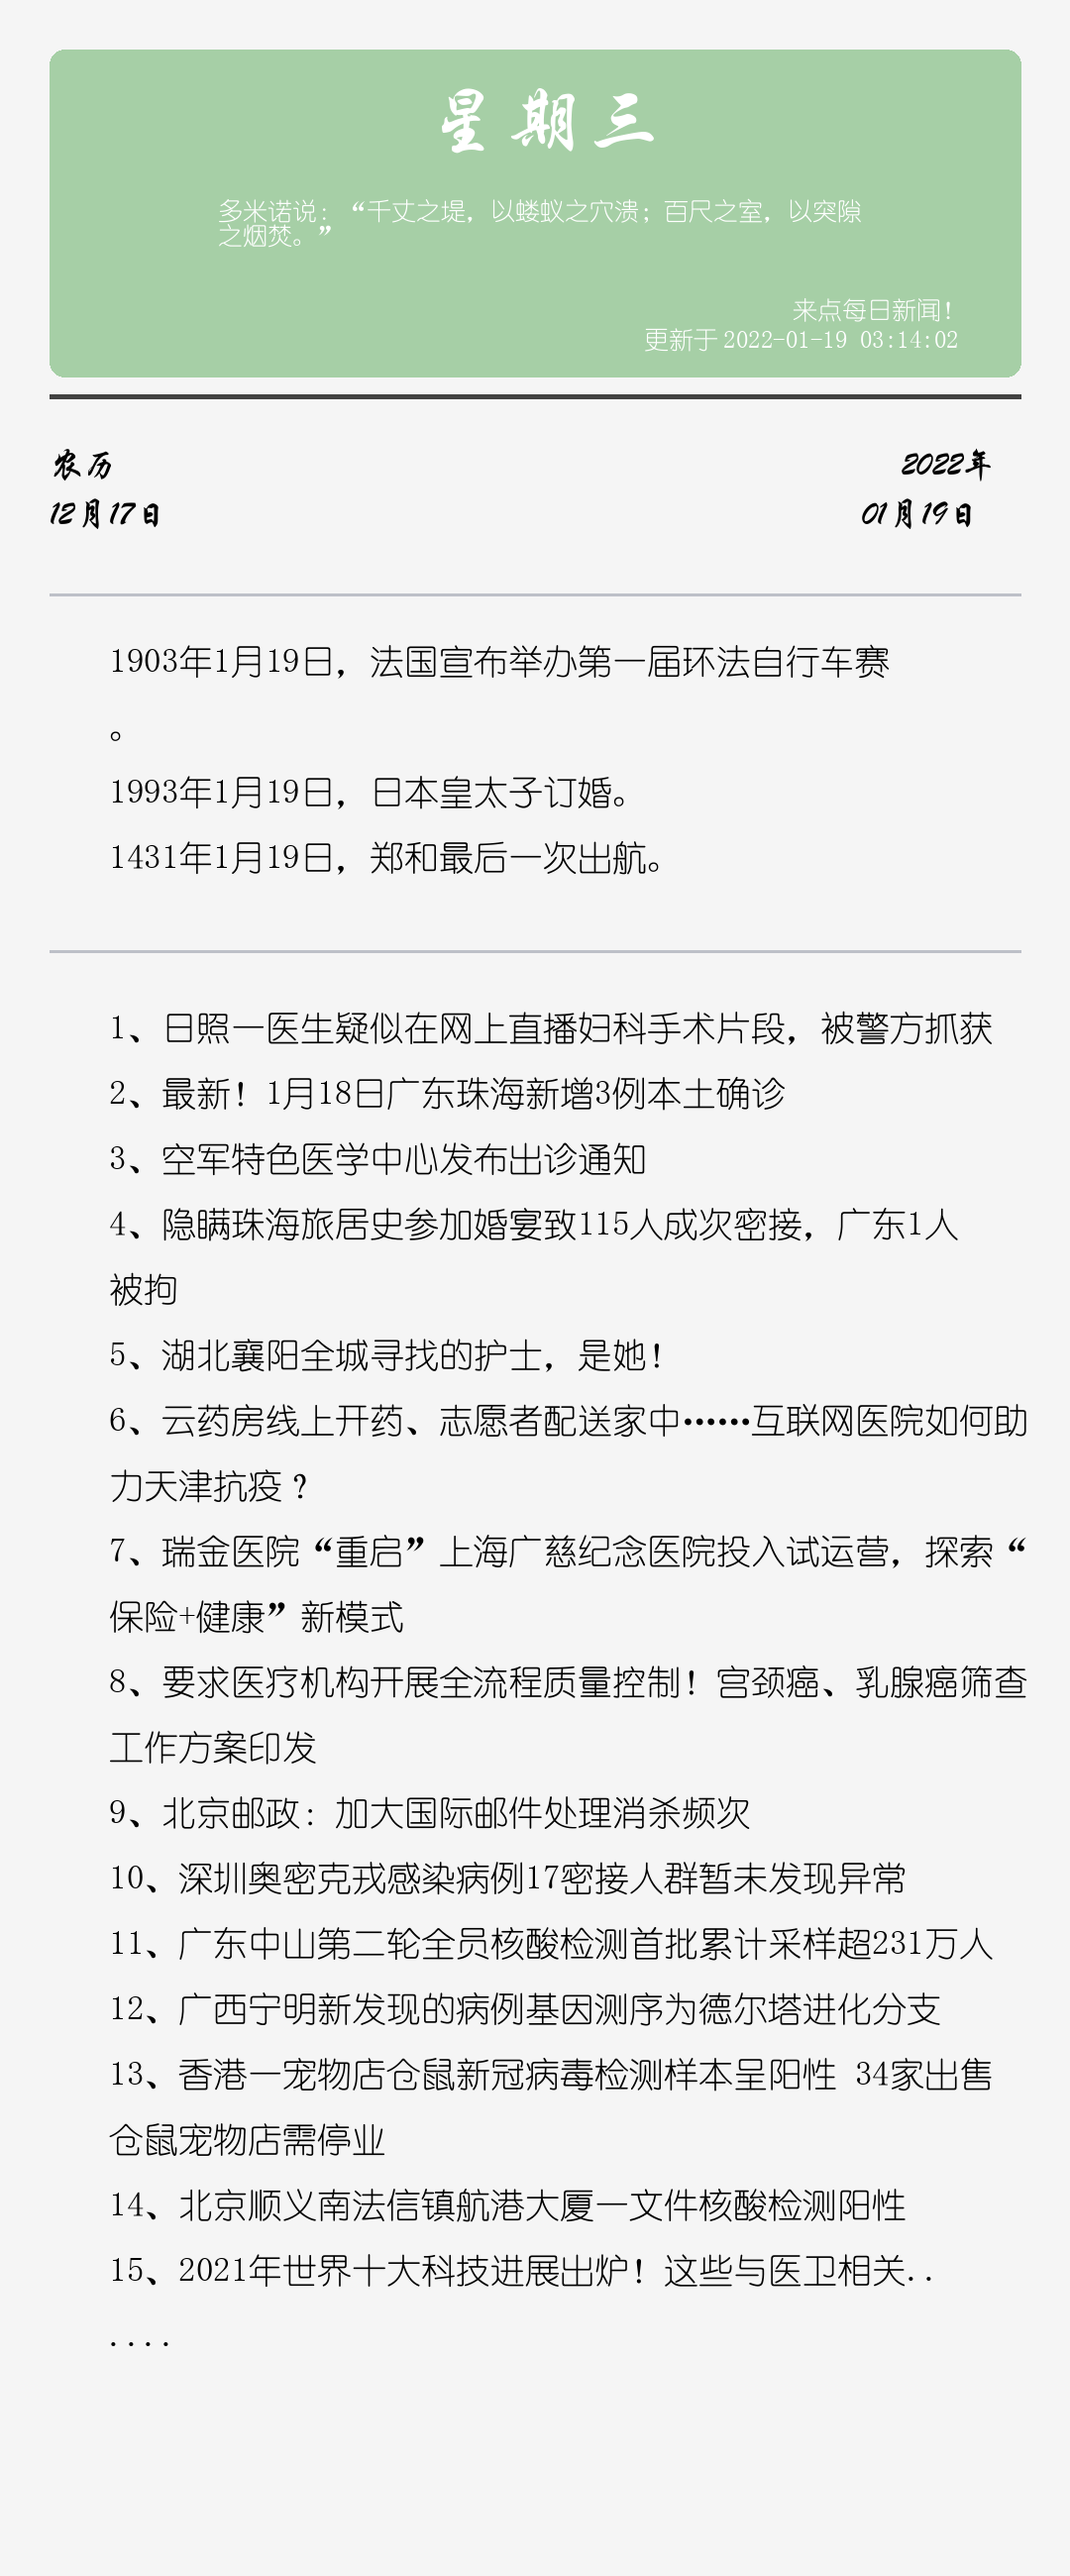 星期三
多米诺说：“千丈之堤，以蝼蚁之穴溃；百尺之室，以突隙
之烟焚。”
来点每日新闻！
更新于 2022-01-19 03:14:02
农历
2022年
12月17日
01月19日
1903年1月19日，法国宣布举办第一届环法自行车赛
。
1993年1月19日，日本皇太子订婚。
1431年1月19日，郑和最后一次出航。
1、日照一医生疑似在网上直播妇科手术片段，被警方抓获
2、最新！1月18日广东珠海新增3例本土确诊
3、空军特色医学中心发布出诊通知
4、隐瞒珠海旅居史参加婚宴致115人成次密接，广东1人
被拘
5、湖北襄阳全城寻找的护士，是她！
6、云药房线上开药、志愿者配送家中……互联网医院如何助
力天津抗疫？
7、瑞金医院“重启”上海广慈纪念医院投入试运营，探索“
保险+健康”新模式
8、要求医疗机构开展全流程质量控制！宫颈癌、乳腺癌筛查
工作方案印发
9、北京邮政：加大国际邮件处理消杀频次
10、深圳奥密克戎感染病例17密接人群暂未发现异常
11、广东中山第二轮全员核酸检测首批累计采样超231万人
12、广西宁明新发现的病例基因测序为德尔塔进化分支
13、香港一宠物店仓鼠新冠病毒检测样本呈阳性 34家出售
仓鼠宠物店需停业
14、北京顺义南法信镇航港大厦一文件核酸检测阳性
15、2021年世界十大科技进展出炉！这些与医卫相关..
....